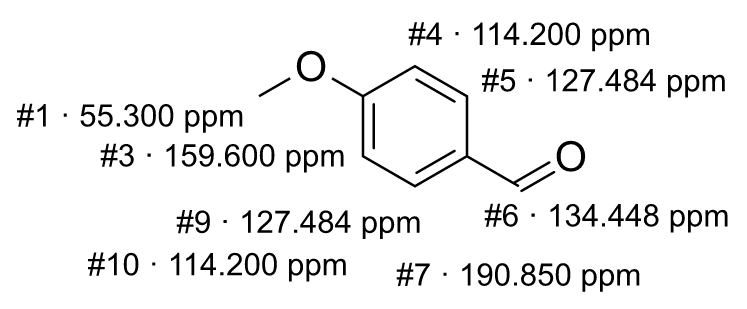 #4 · 114.200 ppm
O
#5 · 127.484 ppm
#1 · 55.300 ppm
#3 · 159.600 ppm
O
#9 · 127.484 ppm
#6 · 134.448 ppm
#10 · 114.200 ppm
#7 · 190.850 ppm